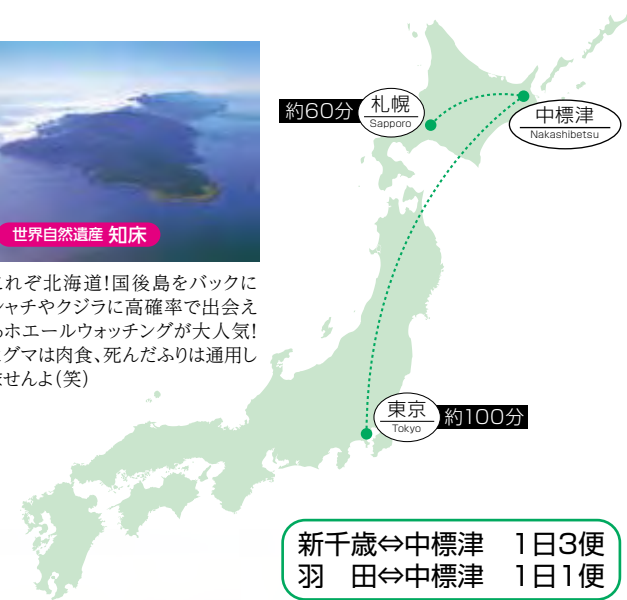 世界自然遺産 知床
れぞ北海道!国後島をバックに
シャチやクジラに高確率で出会え
るホエールウォッチングが大人気!
グマは肉食、死んだふりは通用し
せんよ(笑)
約60分
札幌
Sapporo
中標津
Nakashibetsu
東京
Tokyo
約100分
新千歳⇔中標津 1日3便
羽 田⇔中標津 1日1便